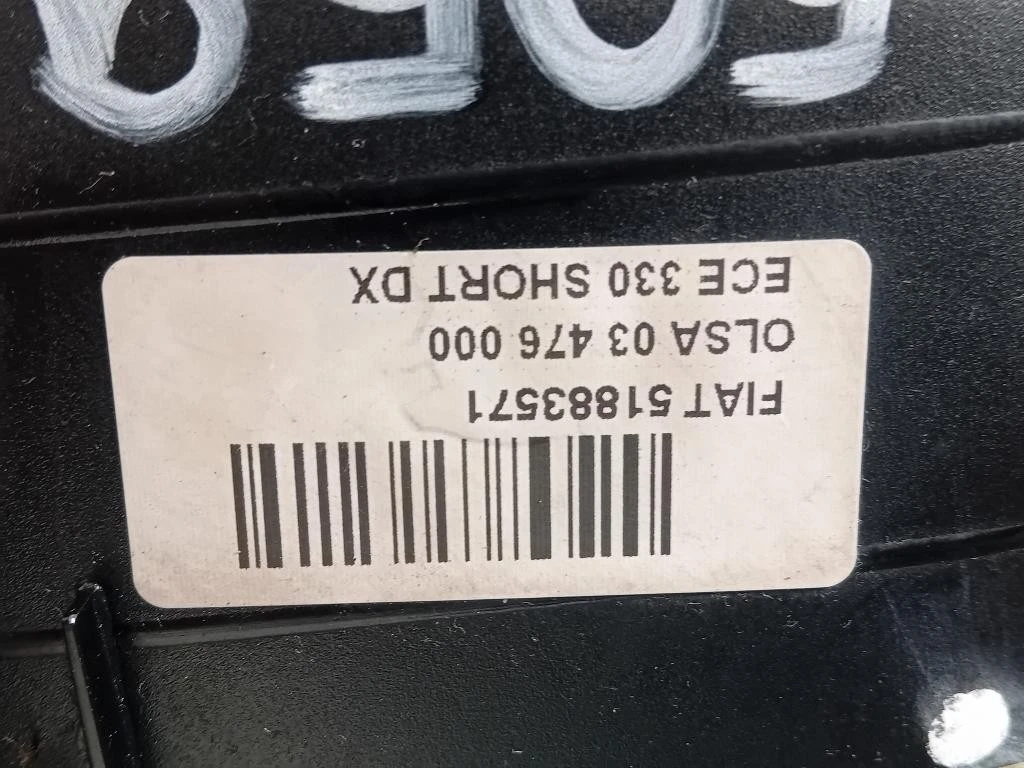 FIAT 51883571
OLSA 03 476 000
ECE 330 SHORT DX